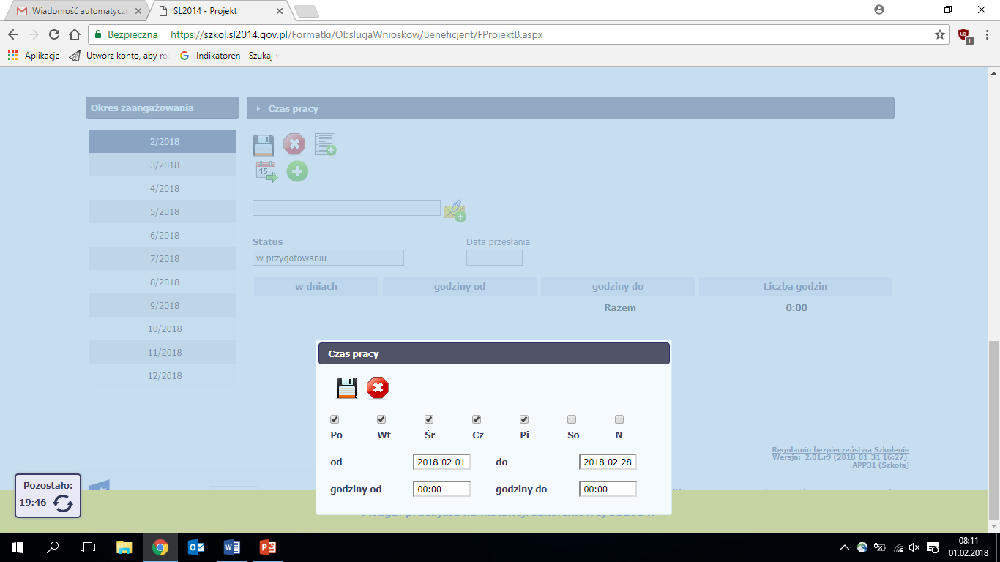 Wiadomość automatyczn
SL2014 - Projekt
Bezpieczna
https://szkol.sl2014.gov.pl/Formatki/ObslugaWnioskow/Beneficjent/FProjektB.aspx
1
Aplikacje
Utwórz konto, aby ro
Indikatoren - Szukaj
Okres zaangażowania
Czas pracy
2/2018
3/2018
4/2018
5/2018
6/2018
7/2018
8/2018
9/2018
10/2018
11/2018
12/2018
15
Status
Data przesłania
w przygotowaniu
w dniach
godziny od
godziny do
Liczba godzin
Razem
0:00
Czas pracy
Po
Wt
Śr
Cz
Pi
So
N
od
2018-02-01
do
2018-02-28
godziny od
00:00
godziny do
00:00
Regulamin bezpieczeństwa Szkolenie
Wersja: 2.01.r9 (2018-01-31 16:27)
APP31 (Szkoła)
Pozostało:
19:46
08:11
01.02.2018